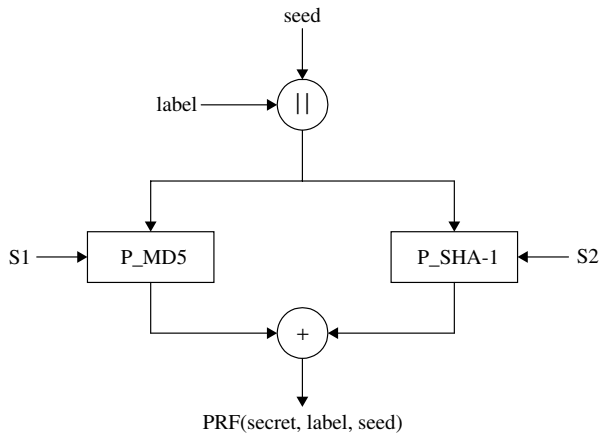 seed
label
||
S1
P_MD5
P_SHA-1
S2
+
PRF(secret, label, seed)